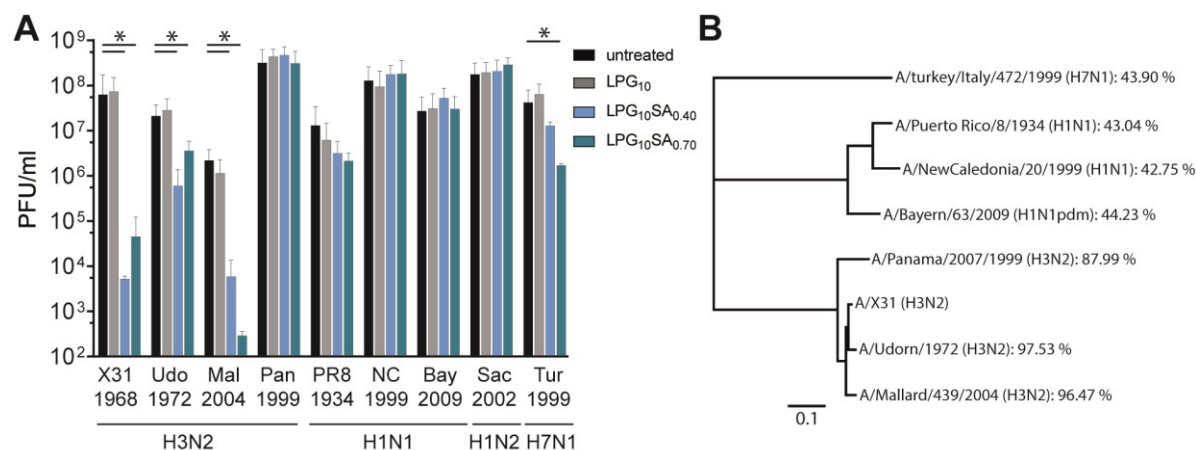 A
* * * *
10⁹
10⁸
10⁷
10⁶
10⁵
10⁴
10³
10²
PFU/ml
untreated
LPG₁₀
LPG₁₀SA₀.₄₀
LPG₁₀SA₀.₇₀
X31 Udo Mal Pan PR8 NC Bay Sac Tur
1968 1972 2004 1999 1934 1999 2009 2002 1999
H3N2 H1N1 H1N2 H7N1
B
A/turkey/Italy/472/1999 (H7N1): 43.90 %
A/Puerto Rico/8/1934 (H1N1): 43.04 %
A/NewCaledonia/20/1999 (H1N1): 42.75 %
A/Bayern/63/2009 (H1N1pdm): 44.23 %
A/Panama/2007/1999 (H3N2): 87.99 %
A/X31 (H3N2)
A/Udorn/1972 (H3N2): 97.53 %
A/Mallard/439/2004 (H3N2): 96.47 %
0.1